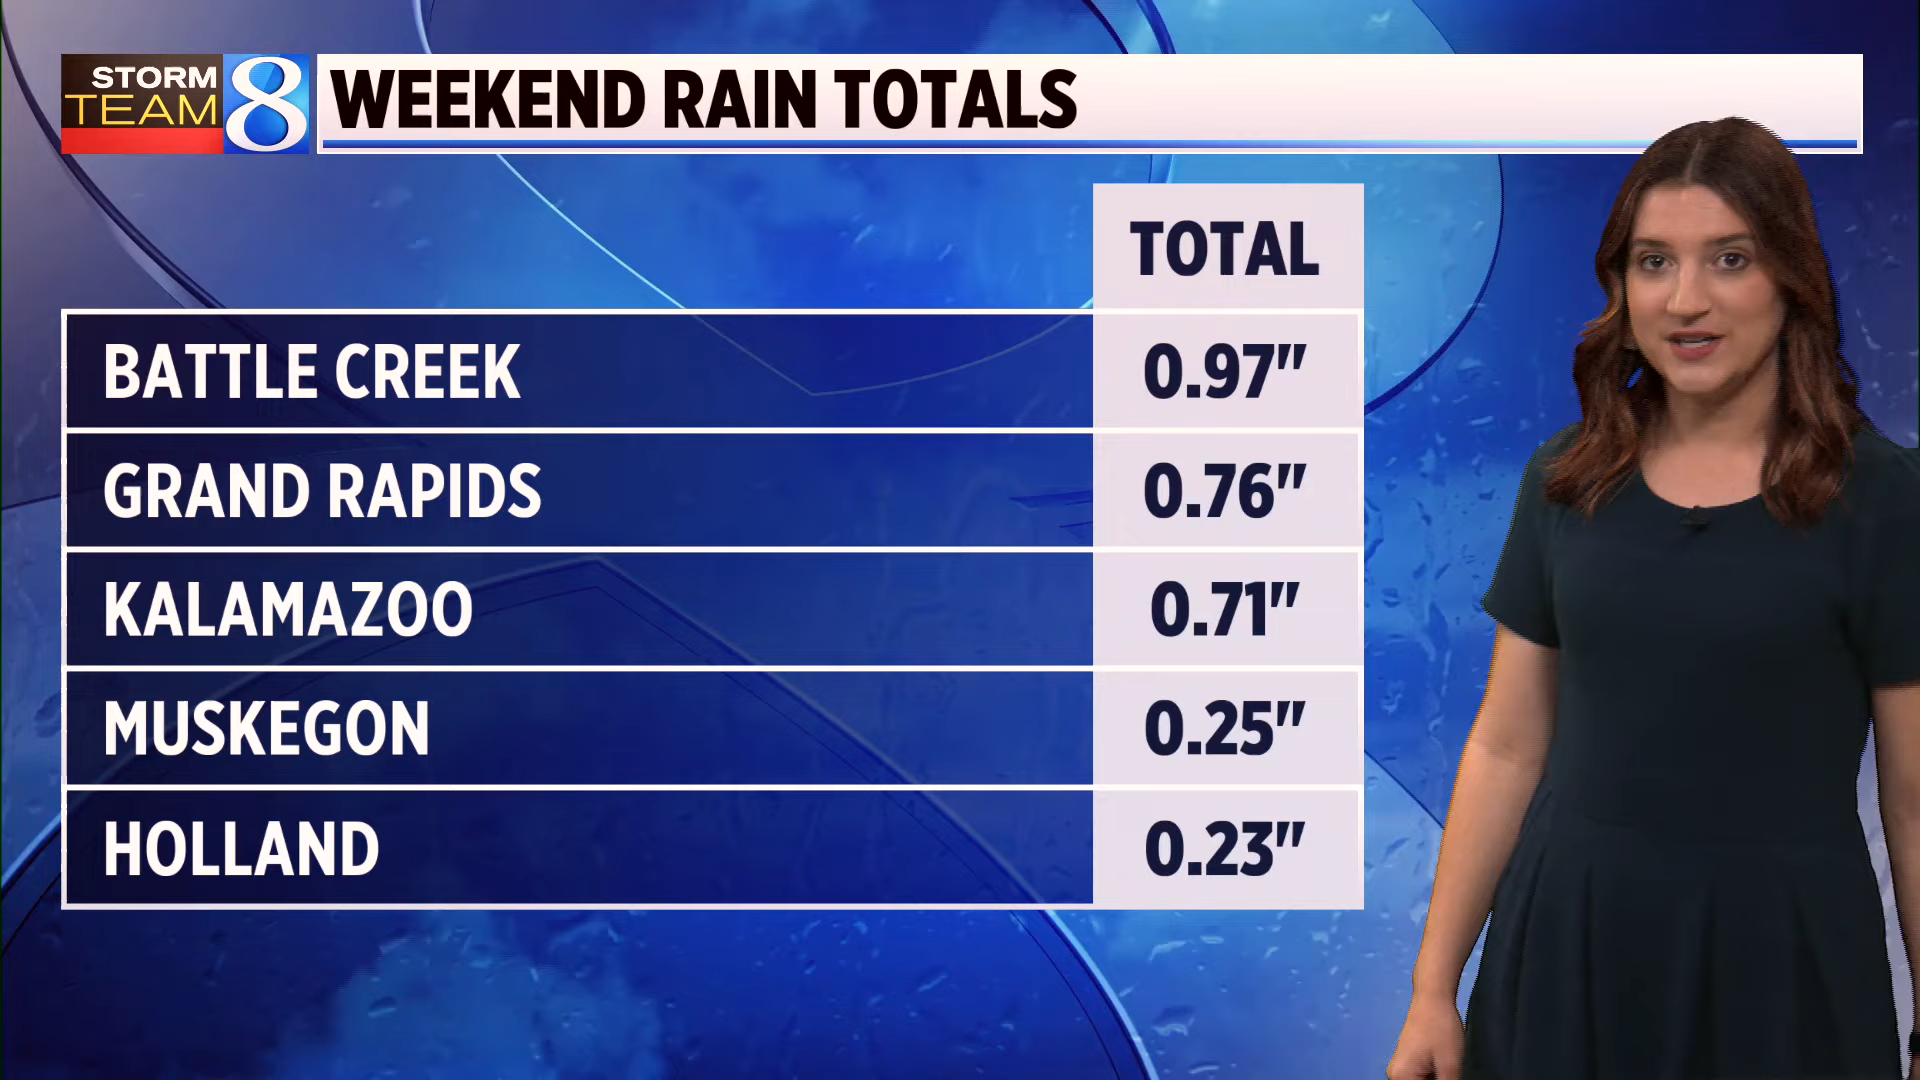 STORM
TEAM
8
WEEKEND RAIN TOTALS
TOTAL
BATTLE CREEK 0.97"
GRAND RAPIDS 0.76"
KALAMAZOO 0.71"
MUSKEGON 0.25"
HOLLAND 0.23"